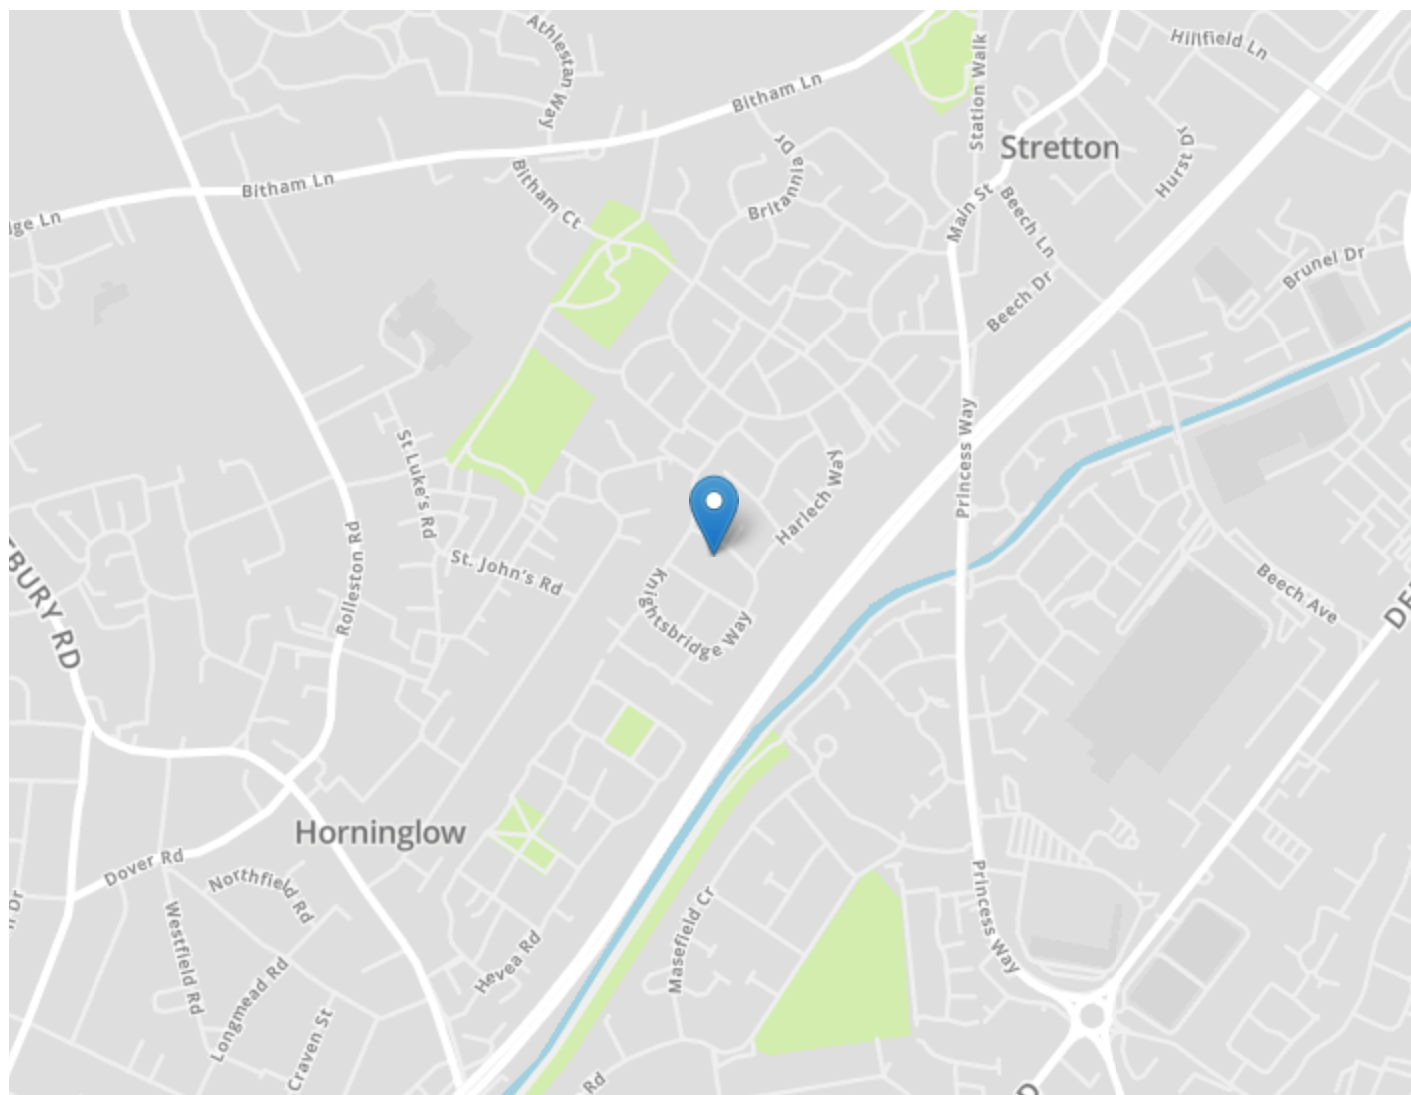 Athlestan Way
Hillfield Ln
Station Walk
Bitham Ln
Stretton
Hurst Dr
Britannia Dr
Bitham Ln
Bitham Ct
Main St
Beech Ln
ige Ln
Brunel Dr
Beech Dr
Princess Way
St Luke's Rd
Harlech Way
Rolleston Rd
St. John's Rd
BURY RD
Knightsbridge Way
Beech Ave
DE
Horninglow
Dover Rd
Northfield Rd
Westfield Rd
Masefield Cr
Princess Way
Hevea Rd
Longmead Rd
Craven St
Rd
D